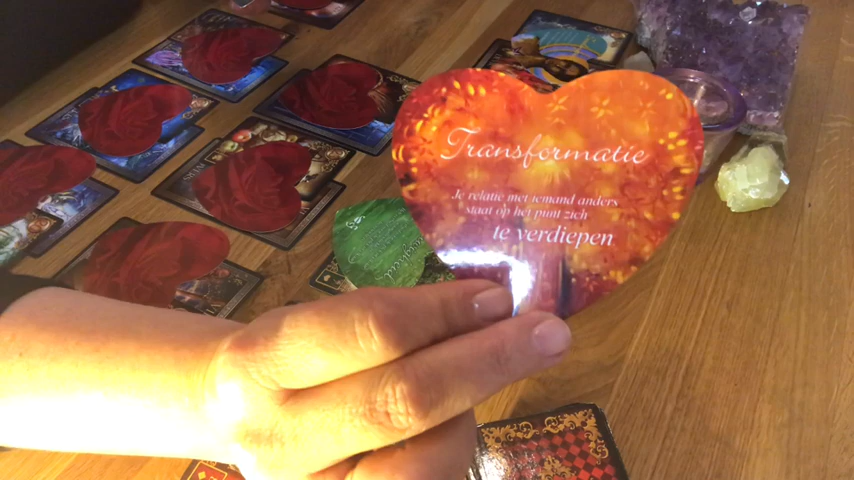 Transformatie
Je relatie met iemand anders
staat op het punt zich
te verdiepen